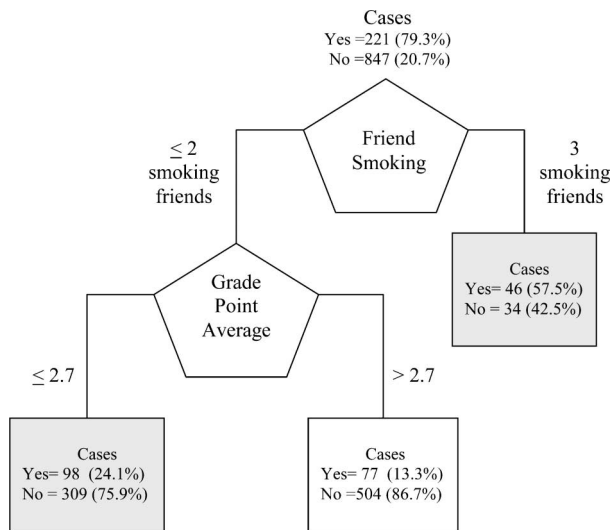 Cases
Yes =221 (79.3%)
No =847 (20.7%)
Friend
Smoking
≤ 2
smoking
friends
3
smoking
friends
Cases
Yes= 46 (57.5%)
No = 34 (42.5%)
Grade
Point
Average
≤ 2.7
> 2.7
Cases
Yes= 98 (24.1%)
No = 309 (75.9%)
Cases
Yes= 77 (13.3%)
No =504 (86.7%)